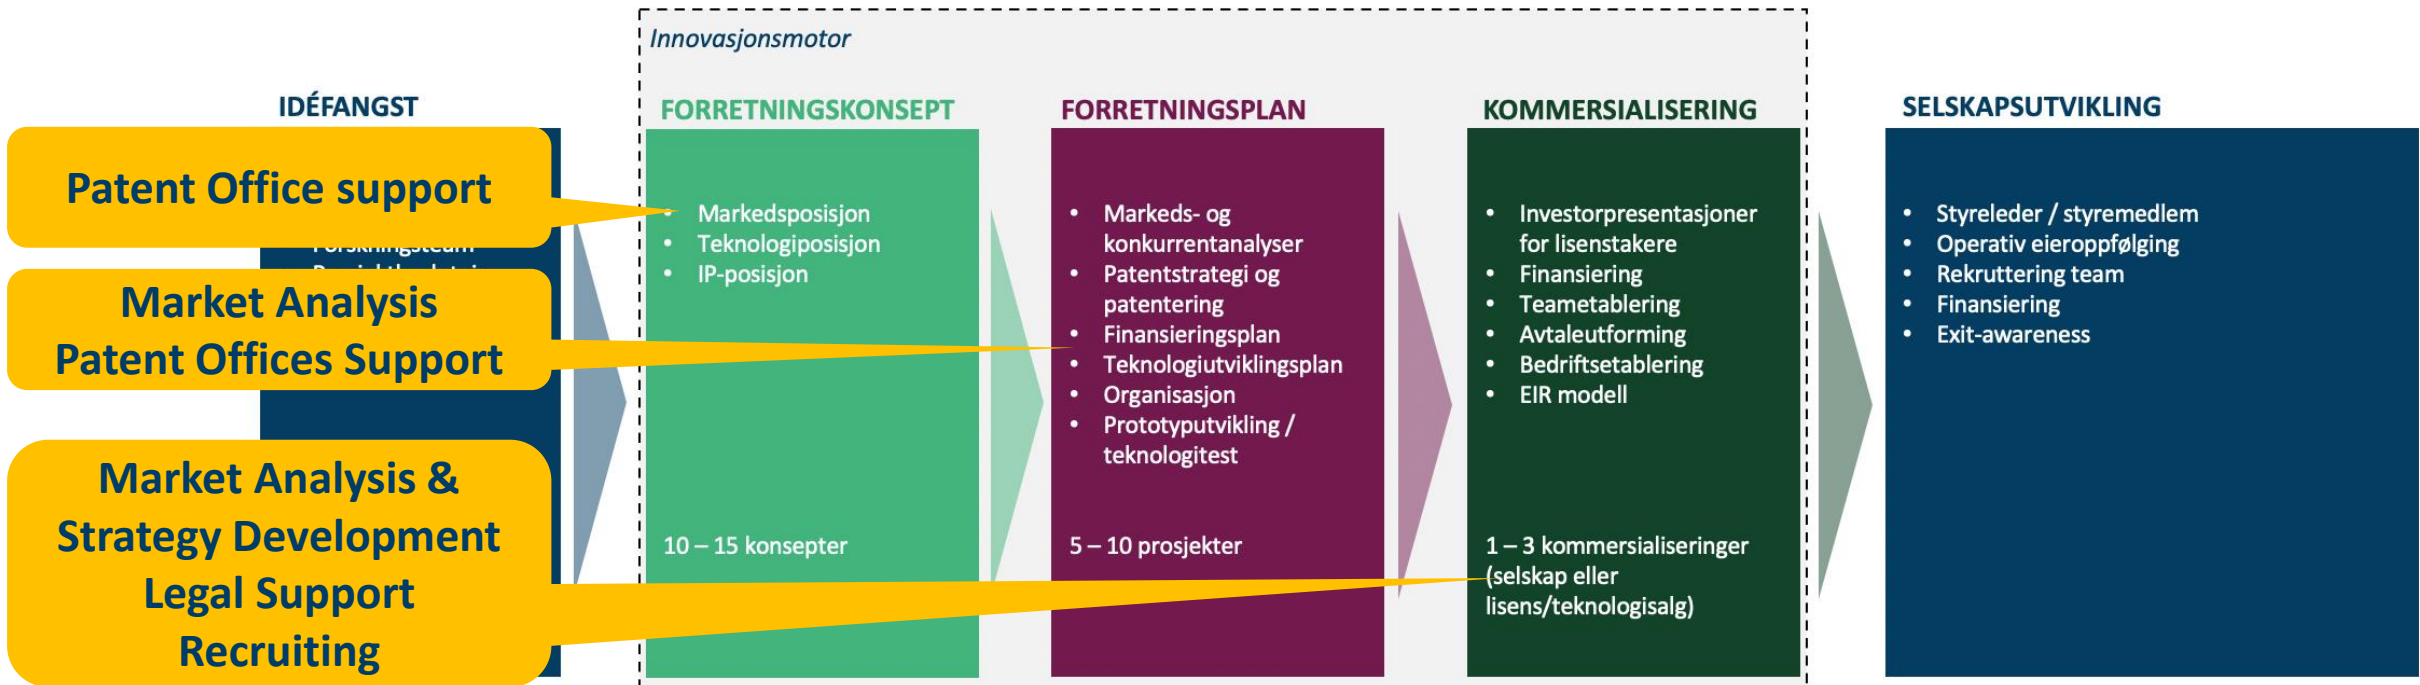 Innovasjonsmotor
IDÉFANGST
Patent Office support
Forskningsteam
Market Analysis
Patent Offices Support
Market Analysis &
Strategy Development
Legal Support
Recruiting
FORRETNINGSKONSEPT
• Markedsposisjon
• Teknologiposisjon
• IP-posisjon
10 – 15 konsepter
FORRETNINGSPLAN
• Markeds- og
konkurrentanalyser
• Patentstrategi og
patentering
• Finansieringsplan
• Teknologiutviklingsplan
• Organisasjon
• Prototyputvikling /
teknologitest
5 – 10 prosjekter
KOMMERSIALISERING
• Investorpresentasjoner
for lisenstakere
• Finansiering
• Teametablering
• Avtaleutforming
• Bedriftsetablering
• EIR modell
1 – 3 kommersialiseringer
(selskap eller
lisens/teknologisalg)
SELSKAPSUTVIKLING
• Styreleder / styremedlem
• Operativ eieroppfølging
• Rekruttering team
• Finansiering
• Exit-awareness